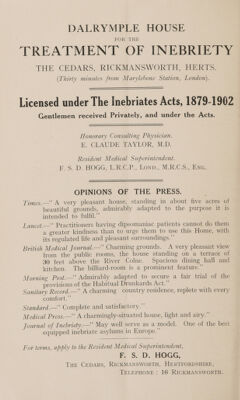 DALRYMPLE HOUSE
FOR THE
TREATMENT OF INEBRIETY
THE CEDARS, RICKMANSWORTH, HERTS.
(Thirty minutes from Marylebone Station, London).
Licensed under The Inebriates Acts, 1879-1902
Gentlemen received Privately, and under the Acts.
Honorary Consulting Physician.
E. CLAUDE TAYLOR, M.D.
Resident Medical Superintendent.
F. S. D. HOGG, L.R.C.P., LOND., M.R.C.S., ENG.
OPINIONS OF THE PRESS.
Times.—"A very pleasant house, standing in about five acres of
beautiful grounds, admirably adapted to the purpose it is
intended to fulfil."
Lancet.—"Practitioners having dipsomaniac patients cannot do them
a greater kindness than to urge them to use this Home, with
its regulated life and pleasant surroundings."
British Medical Journal.—"Charming grounds. A very pleasant view
from the public rooms, the house standing on a terrace of
20 feet above the River Colne. Spacious dining hall and
kitchen. The billiard-room is a prominent feature."
Morning Post.—"Admirably adapted to secure a fair trial of the
provisions of the Habitual Drunkards Act."
Sanitary Record.—"A charming country residence, replete with every
comfort."
Standard.—"Complete and satisfactory."
Medical Press.—"A charmingly-situated house, light and airy."
Journal of Inebriety.—"May well serve as a model. One of the best
equipped inebriate asylums in Europe."
For terms, apply to the Resident Medical Superintendent,
F. S. D. HOGG,
THE CEDARS, RICKMANSWORTH, HERTFORDSHIRE,
TELEPHONE: 16 RICKMANSWORTH.